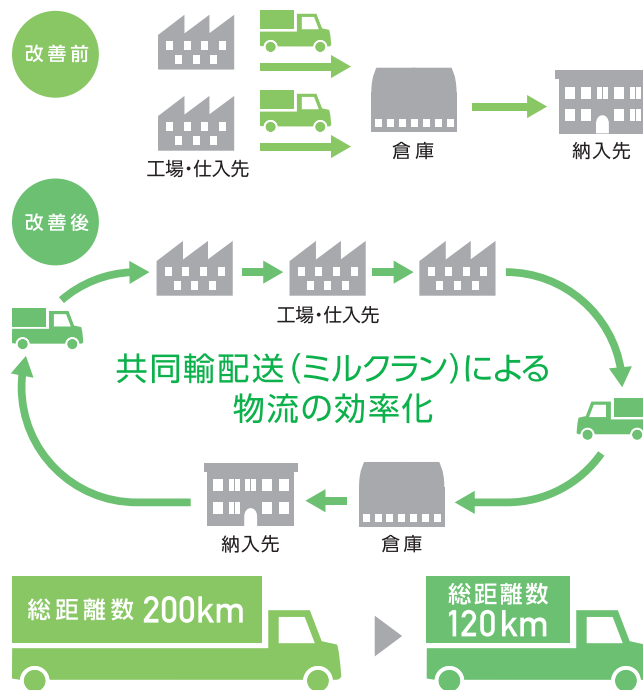 改善前
工場・仕入先
倉庫
納入先
改善後
工場・仕入先
共同輸配送(ミルクラン)による
物流の効率化
納入先
倉庫
総距離数 200km
総距離数
120km